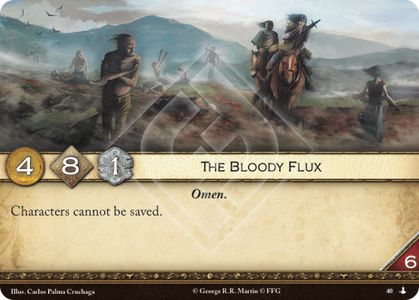 4 8 1 THE BLOODY FLUX
Omen.
Characters cannot be saved.
6
Illus. Carlos Palma Cruchaga © George R.R. Martin © FFG 40